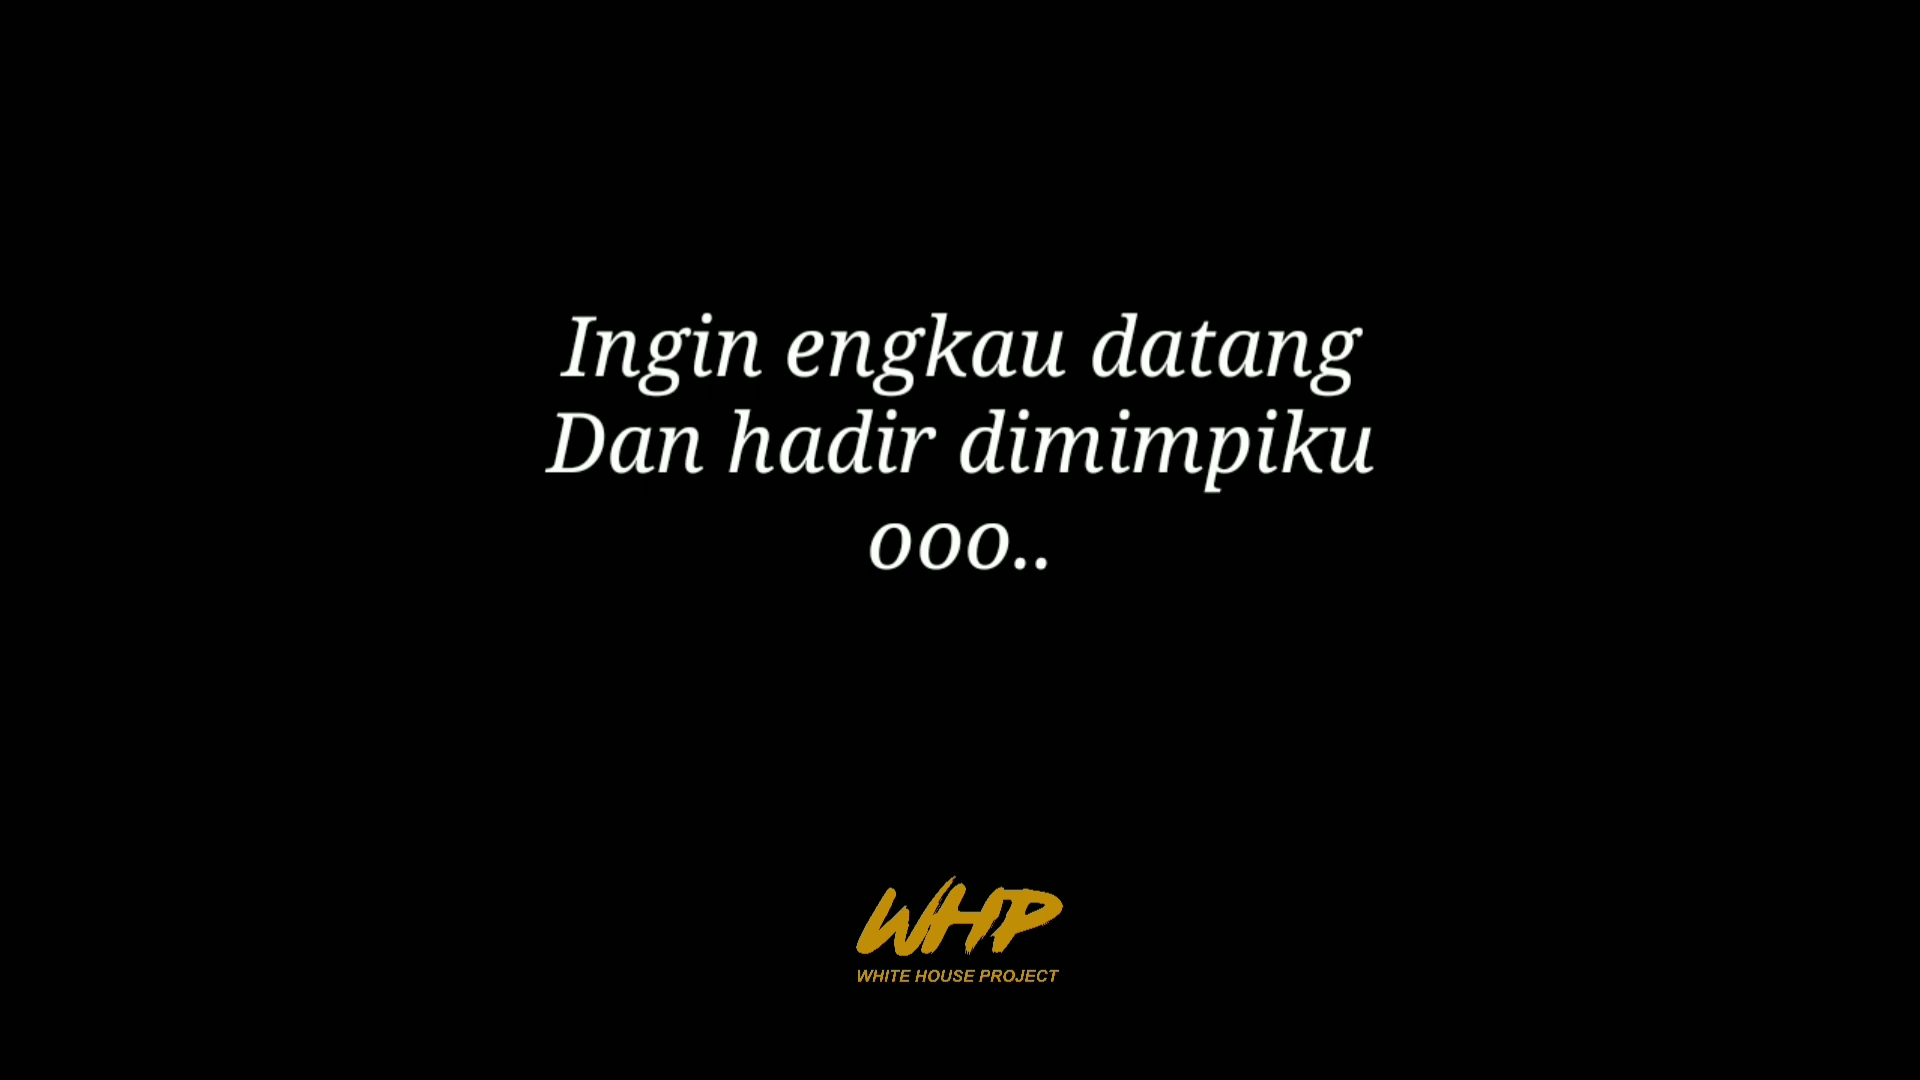 Ingin engkau datang
Dan hadir dimimpiku
ooo..
WHP
WHITE HOUSE PROJECT